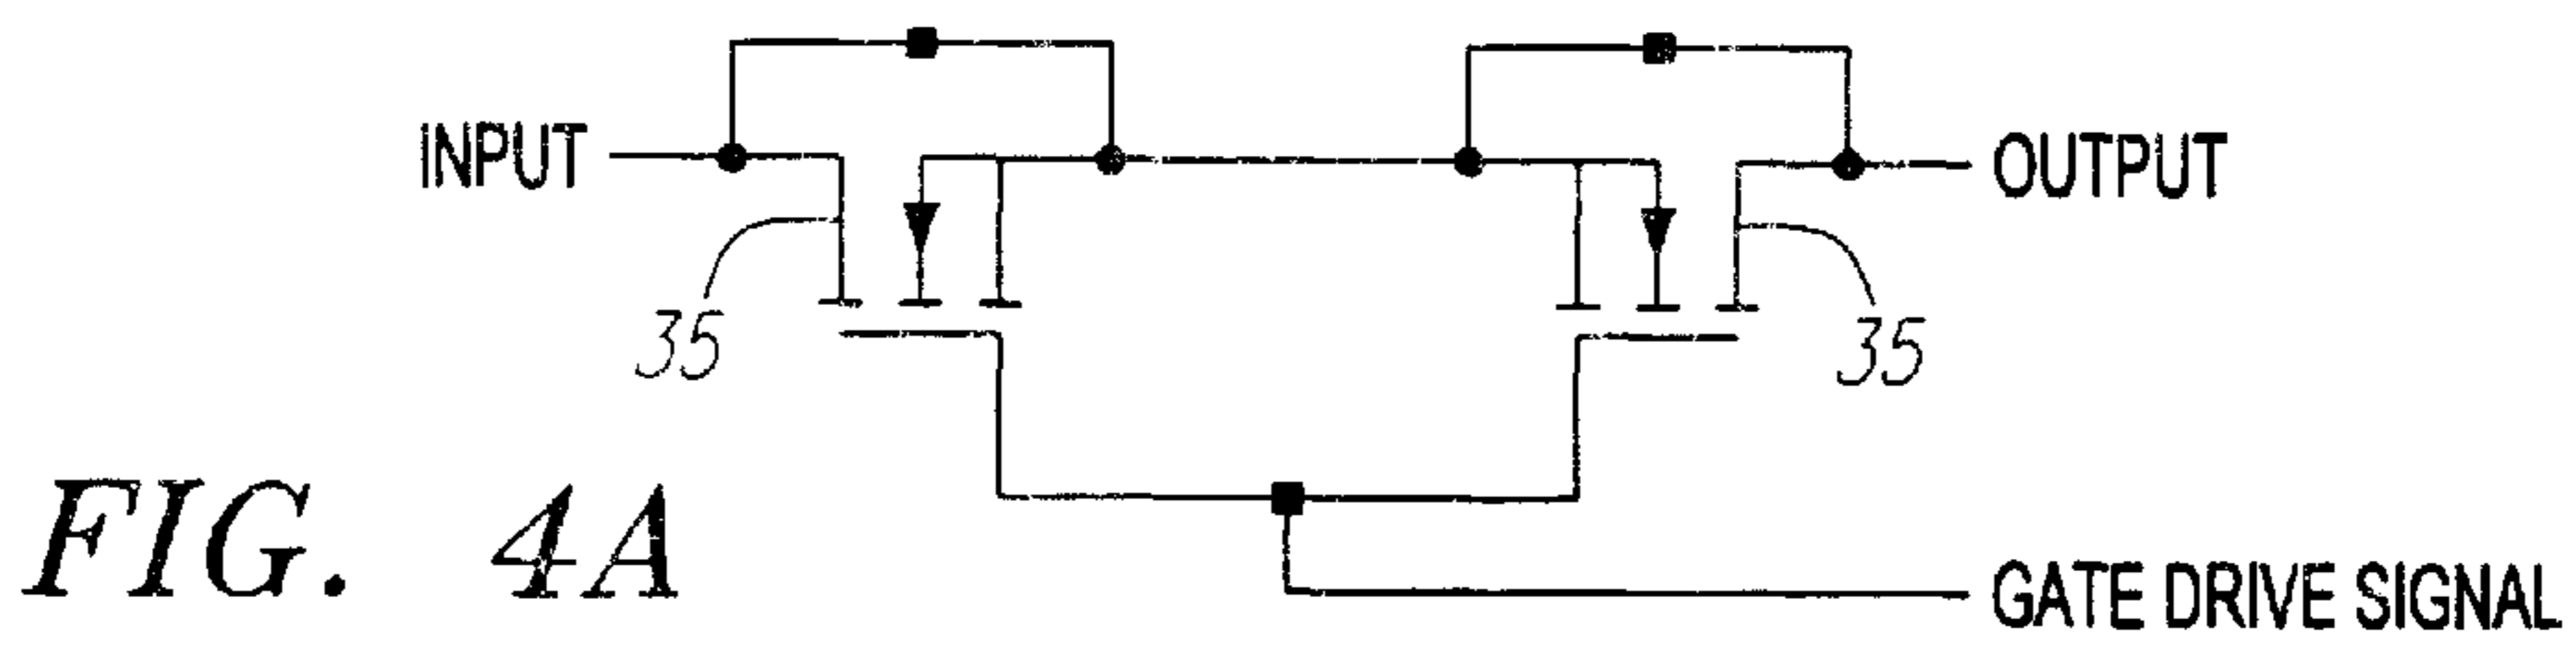 INPUT
OUTPUT
35
35
FIG. 4A
GATE DRIVE SIGNAL